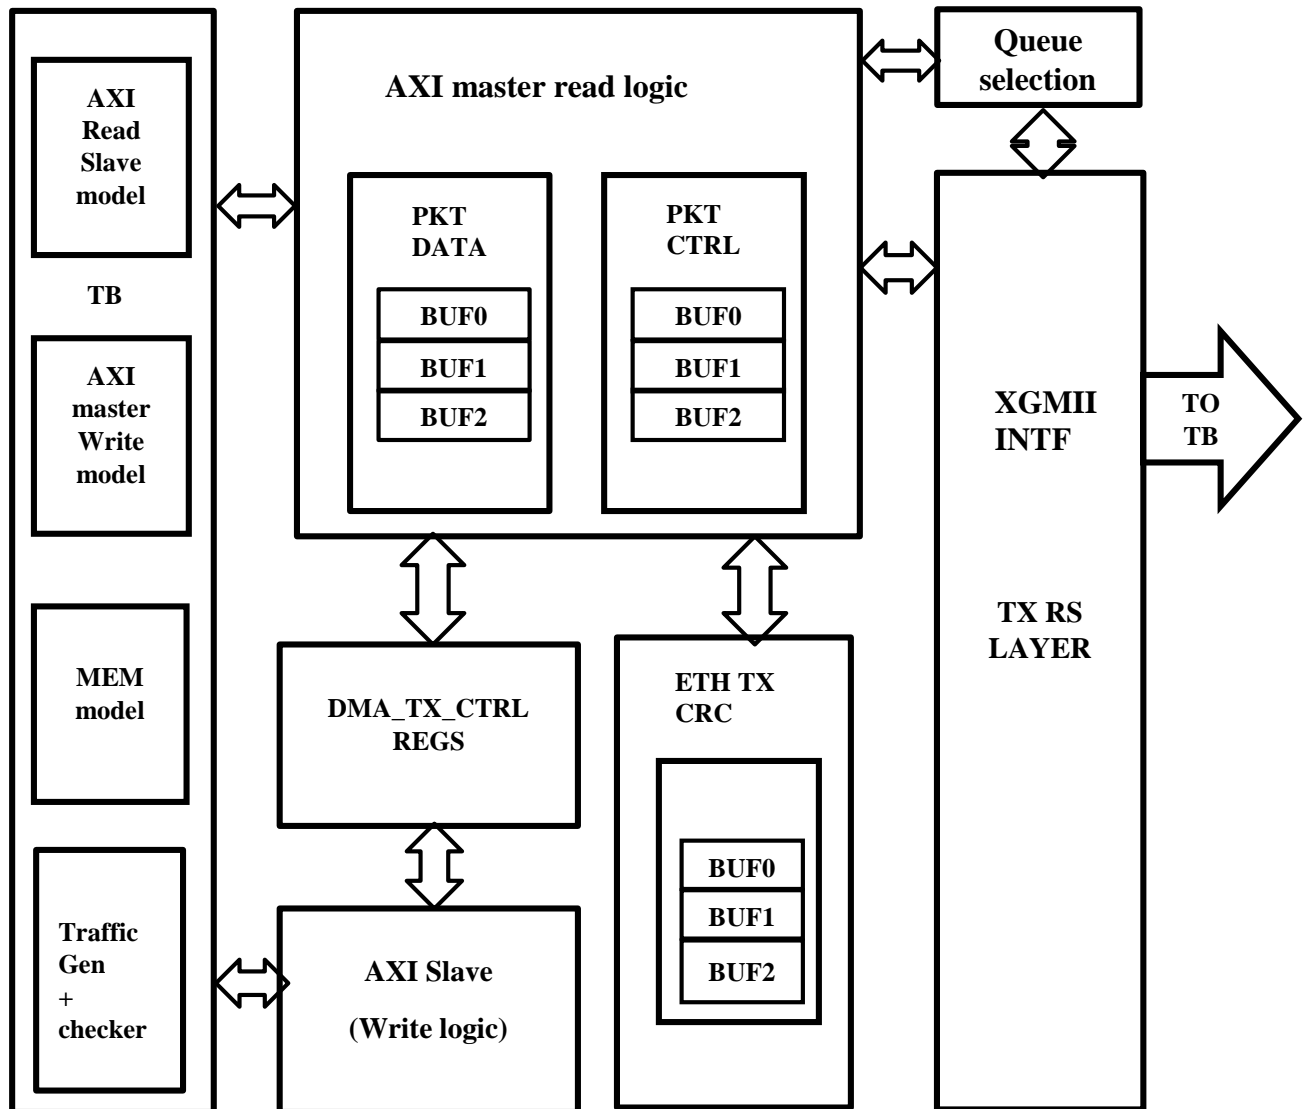 AXI
Read
Slave
model
TB
AXI
master
Write
model
MEM
model
Traffic
Gen
+
checker
AXI master read logic
PKT
DATA
BUF0
BUF1
BUF2
PKT
CTRL
BUF0
BUF1
BUF2
DMA_TX_CTRL
REGS
AXI Slave
(Write logic)
ETH TX
CRC
BUF0
BUF1
BUF2
Queue
selection
XGMII
INTF
TX RS
LAYER
TO
TB